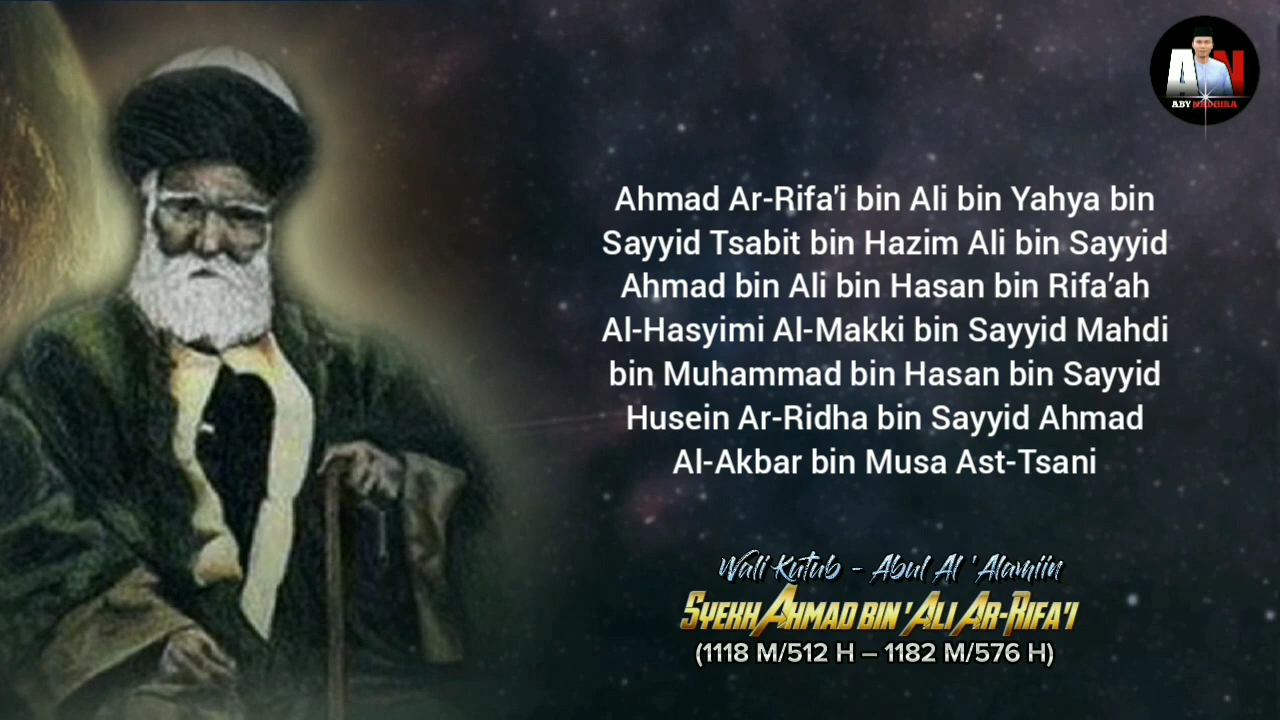 ABY NADHIRA
Ahmad Ar-Rifa'i bin Ali bin Yahya bin
Sayyid Tsabit bin Hazim Ali bin Sayyid
Ahmad bin Ali bin Hasan bin Rifa’ah
Al-Hasyimi Al-Makki bin Sayyid Mahdi
bin Muhammad bin Hasan bin Sayyid
Husein Ar-Ridha bin Sayyid Ahmad
Al-Akbar bin Musa Ast-Tsani
Wali Kutub - Abul Al 'Alamiin
SYEKH AHMAD BIN 'ALI AR-RIFA'I
(1118 M/512 H – 1182 M/576 H)